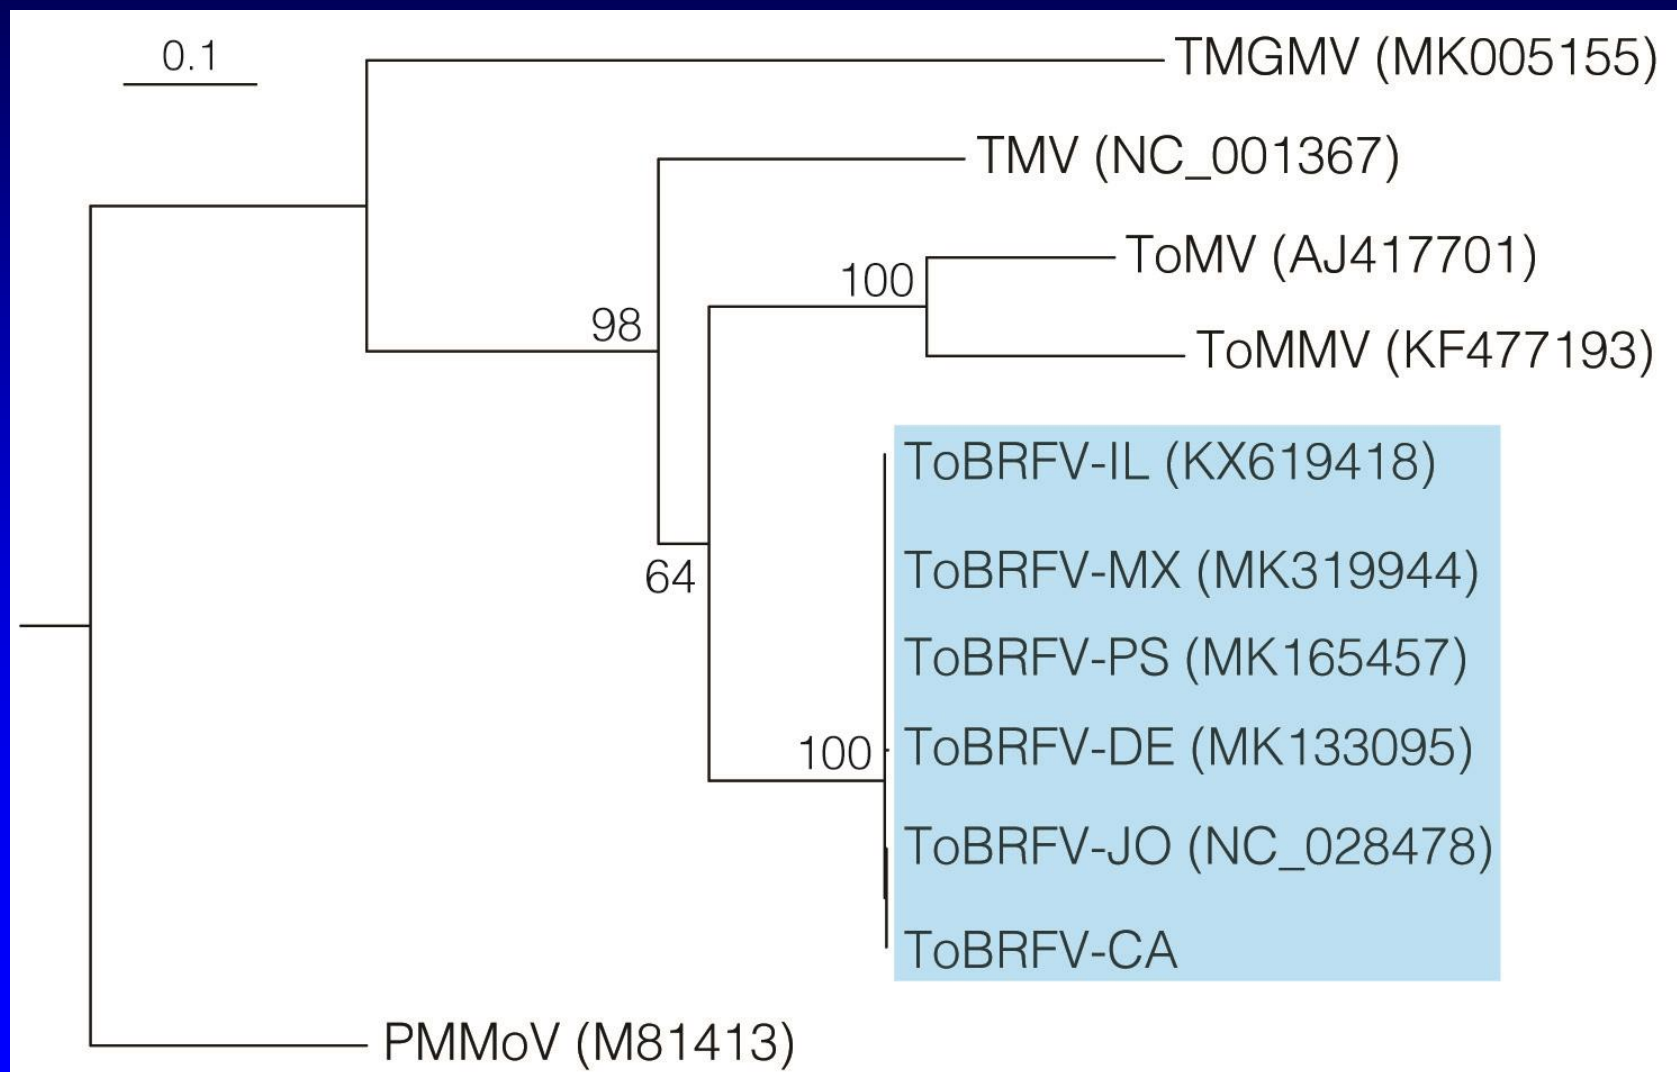 0.1
TMGMV (MK005155)
TMV (NC_001367)
ToMV (AJ417701)
100
98
ToMMV (KF477193)
ToBRFV-IL (KX619418)
ToBRFV-MX (MK319944)
64
ToBRFV-PS (MK165457)
100
ToBRFV-DE (MK133095)
ToBRFV-JO (NC_028478)
ToBRFV-CA
PMMoV (M81413)